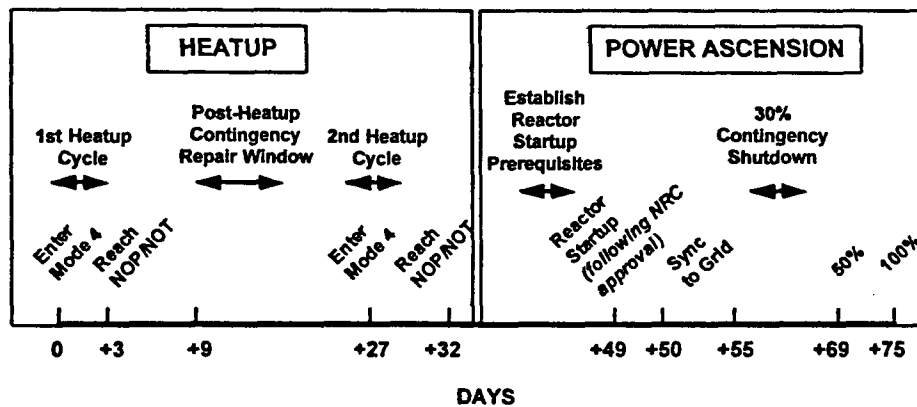 HEATUP
POWER ASCENSION
1st Heatup
Cycle
Post-Heatup
Contingency
Repair Window
2nd Heatup
Cycle
Establish
Reactor
Startup
Prerequisites
30%
Contingency
Shutdown
Enter
Mode 4
Reach
NOP/NOT
Enter
Mode 4
Reach
NOP/NOT
Reactor
Startup
(following NRC
approval)
Sync
to Grid
50%
100%
0 +3 +9 +27 +32 +49 +50 +55 +69 +75
DAYS